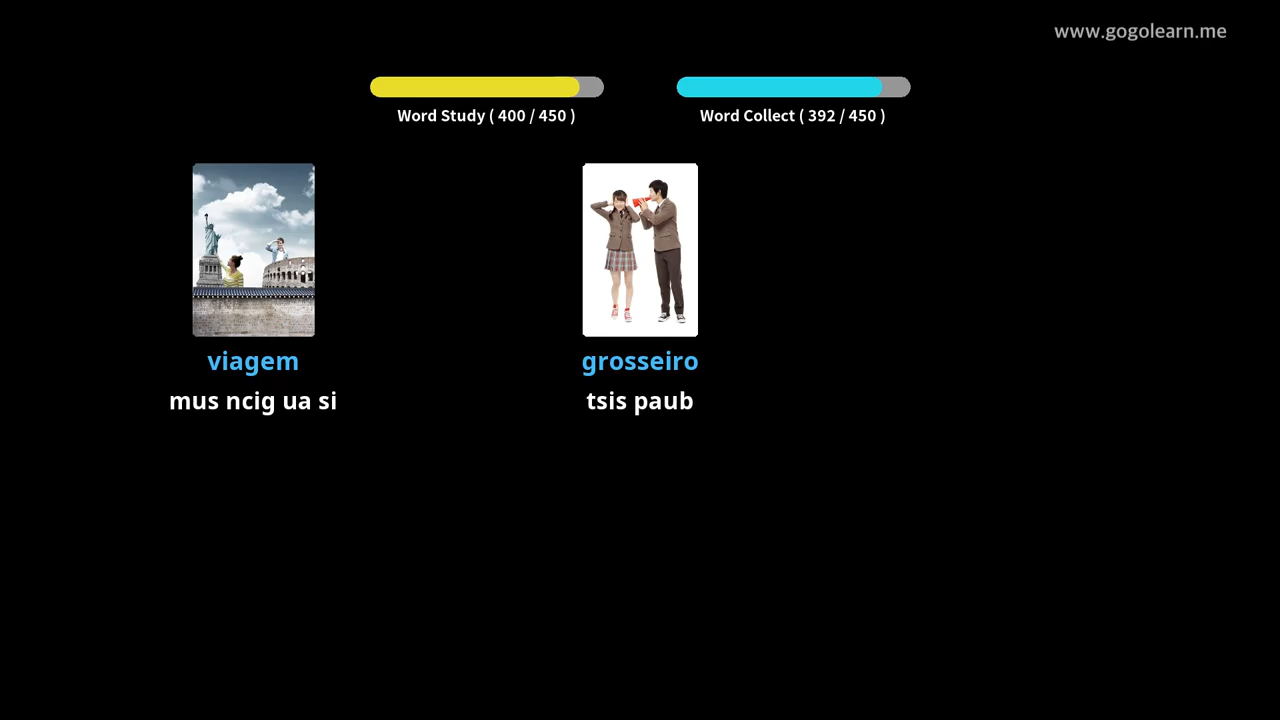 www.gogolearn.me
Word Study ( 400 / 450 )
Word Collect ( 392 / 450 )
viagem
mus ncig ua si
grosseiro
tsis paub